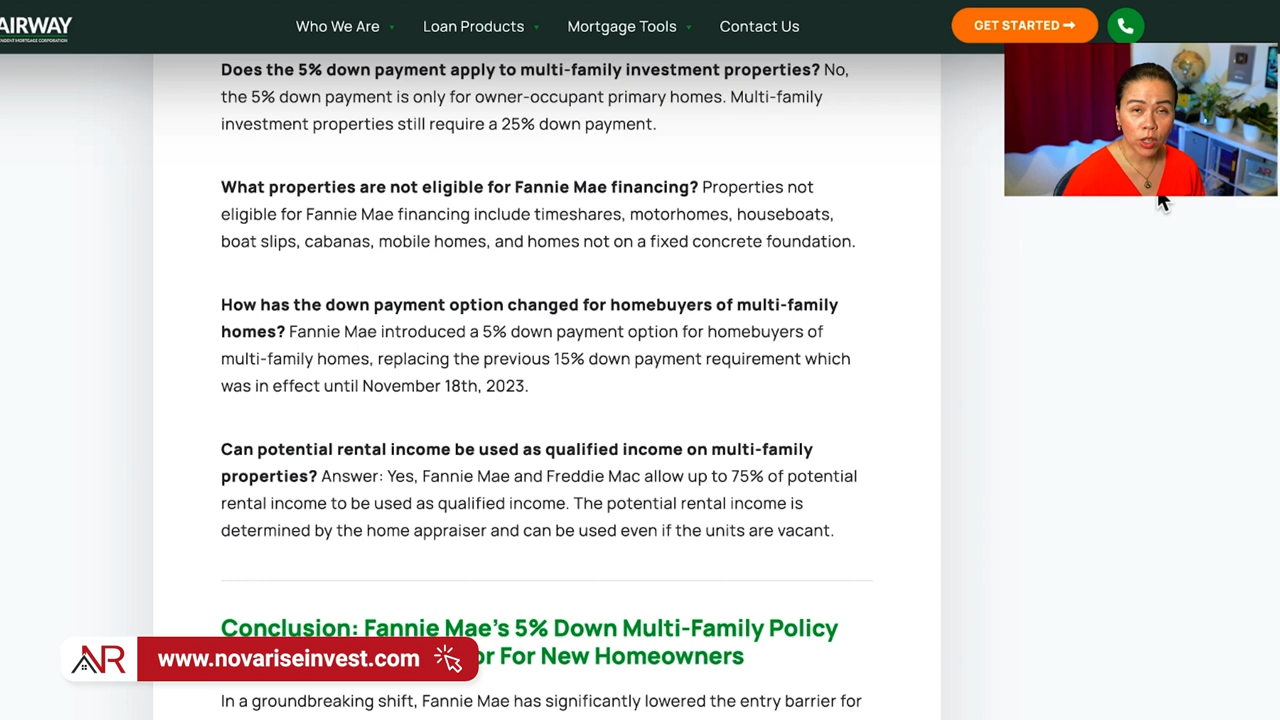 AIRWAY
Who We Are
Loan Products
Mortgage Tools
Contact Us
GET STARTED →
Does the 5% down payment apply to multi-family investment properties? No,
the 5% down payment is only for owner-occupant primary homes. Multi-family
investment properties still require a 25% down payment.
What properties are not eligible for Fannie Mae financing? Properties not
eligible for Fannie Mae financing include timeshares, motorhomes, houseboats,
boat slips, cabanas, mobile homes, and homes not on a fixed concrete foundation.
How has the down payment option changed for homebuyers of multi-family
homes? Fannie Mae introduced a 5% down payment option for homebuyers of
multi-family homes, replacing the previous 15% down payment requirement which
was in effect until November 18th, 2023.
Can potential rental income be used as qualified income on multi-family
properties? Answer: Yes, Fannie Mae and Freddie Mac allow up to 75% of potential
rental income to be used as qualified income. The potential rental income is
determined by the home appraiser and can be used even if the units are vacant.
Conclusion: Fannie Mae's 5% Down Multi-Family Policy
or For New Homeowners
NR www.novariseinvest.com
In a groundbreaking shift, Fannie Mae has significantly lowered the entry barrier for